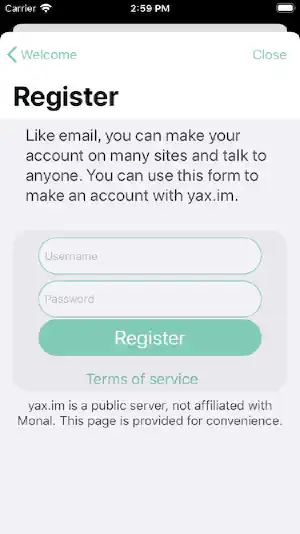 Carrier 2:59 PM
Welcome Close
Register
Like email, you can make your
account on many sites and talk to
anyone. You can use this form to
make an account with yax.im.
Username
Password
Register
Terms of service
yax.im is a public server, not affiliated with
Monal. This page is provided for convenience.